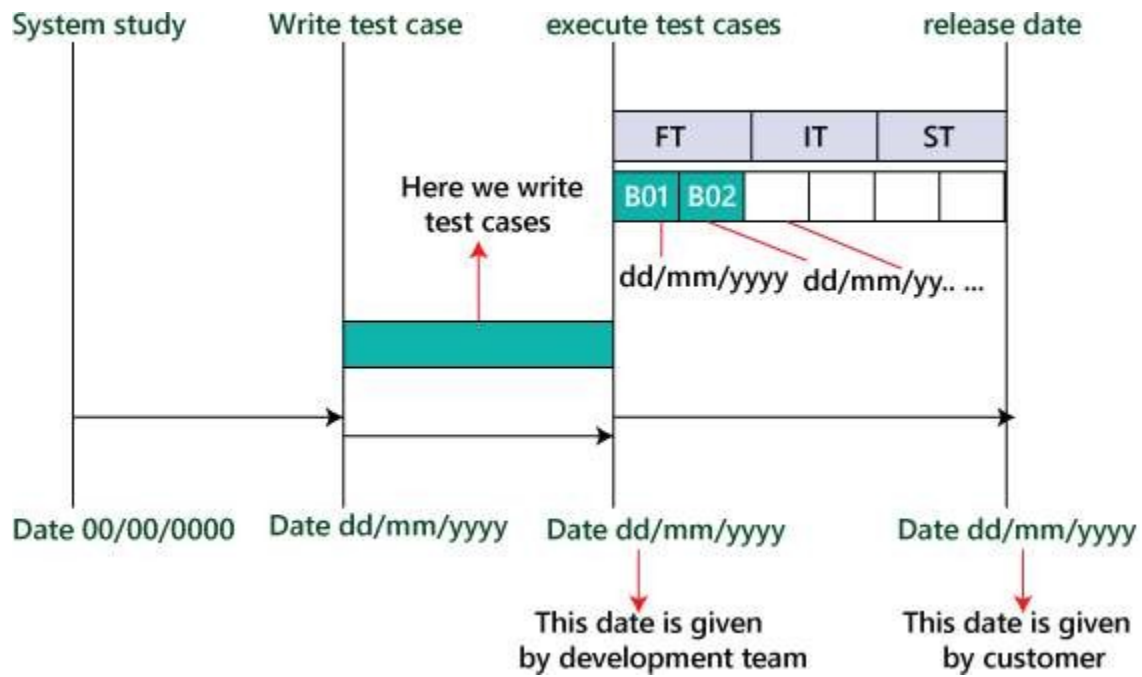 System study
Write test case
execute test cases
release date
FT
IT
ST
Here we write
test cases
B01
B02
dd/mm/yyyy
dd/mm/yy.. ...
Date 00/00/0000
Date dd/mm/yyyy
Date dd/mm/yyyy
Date dd/mm/yyyy
This date is given
by development team
This date is given
by customer